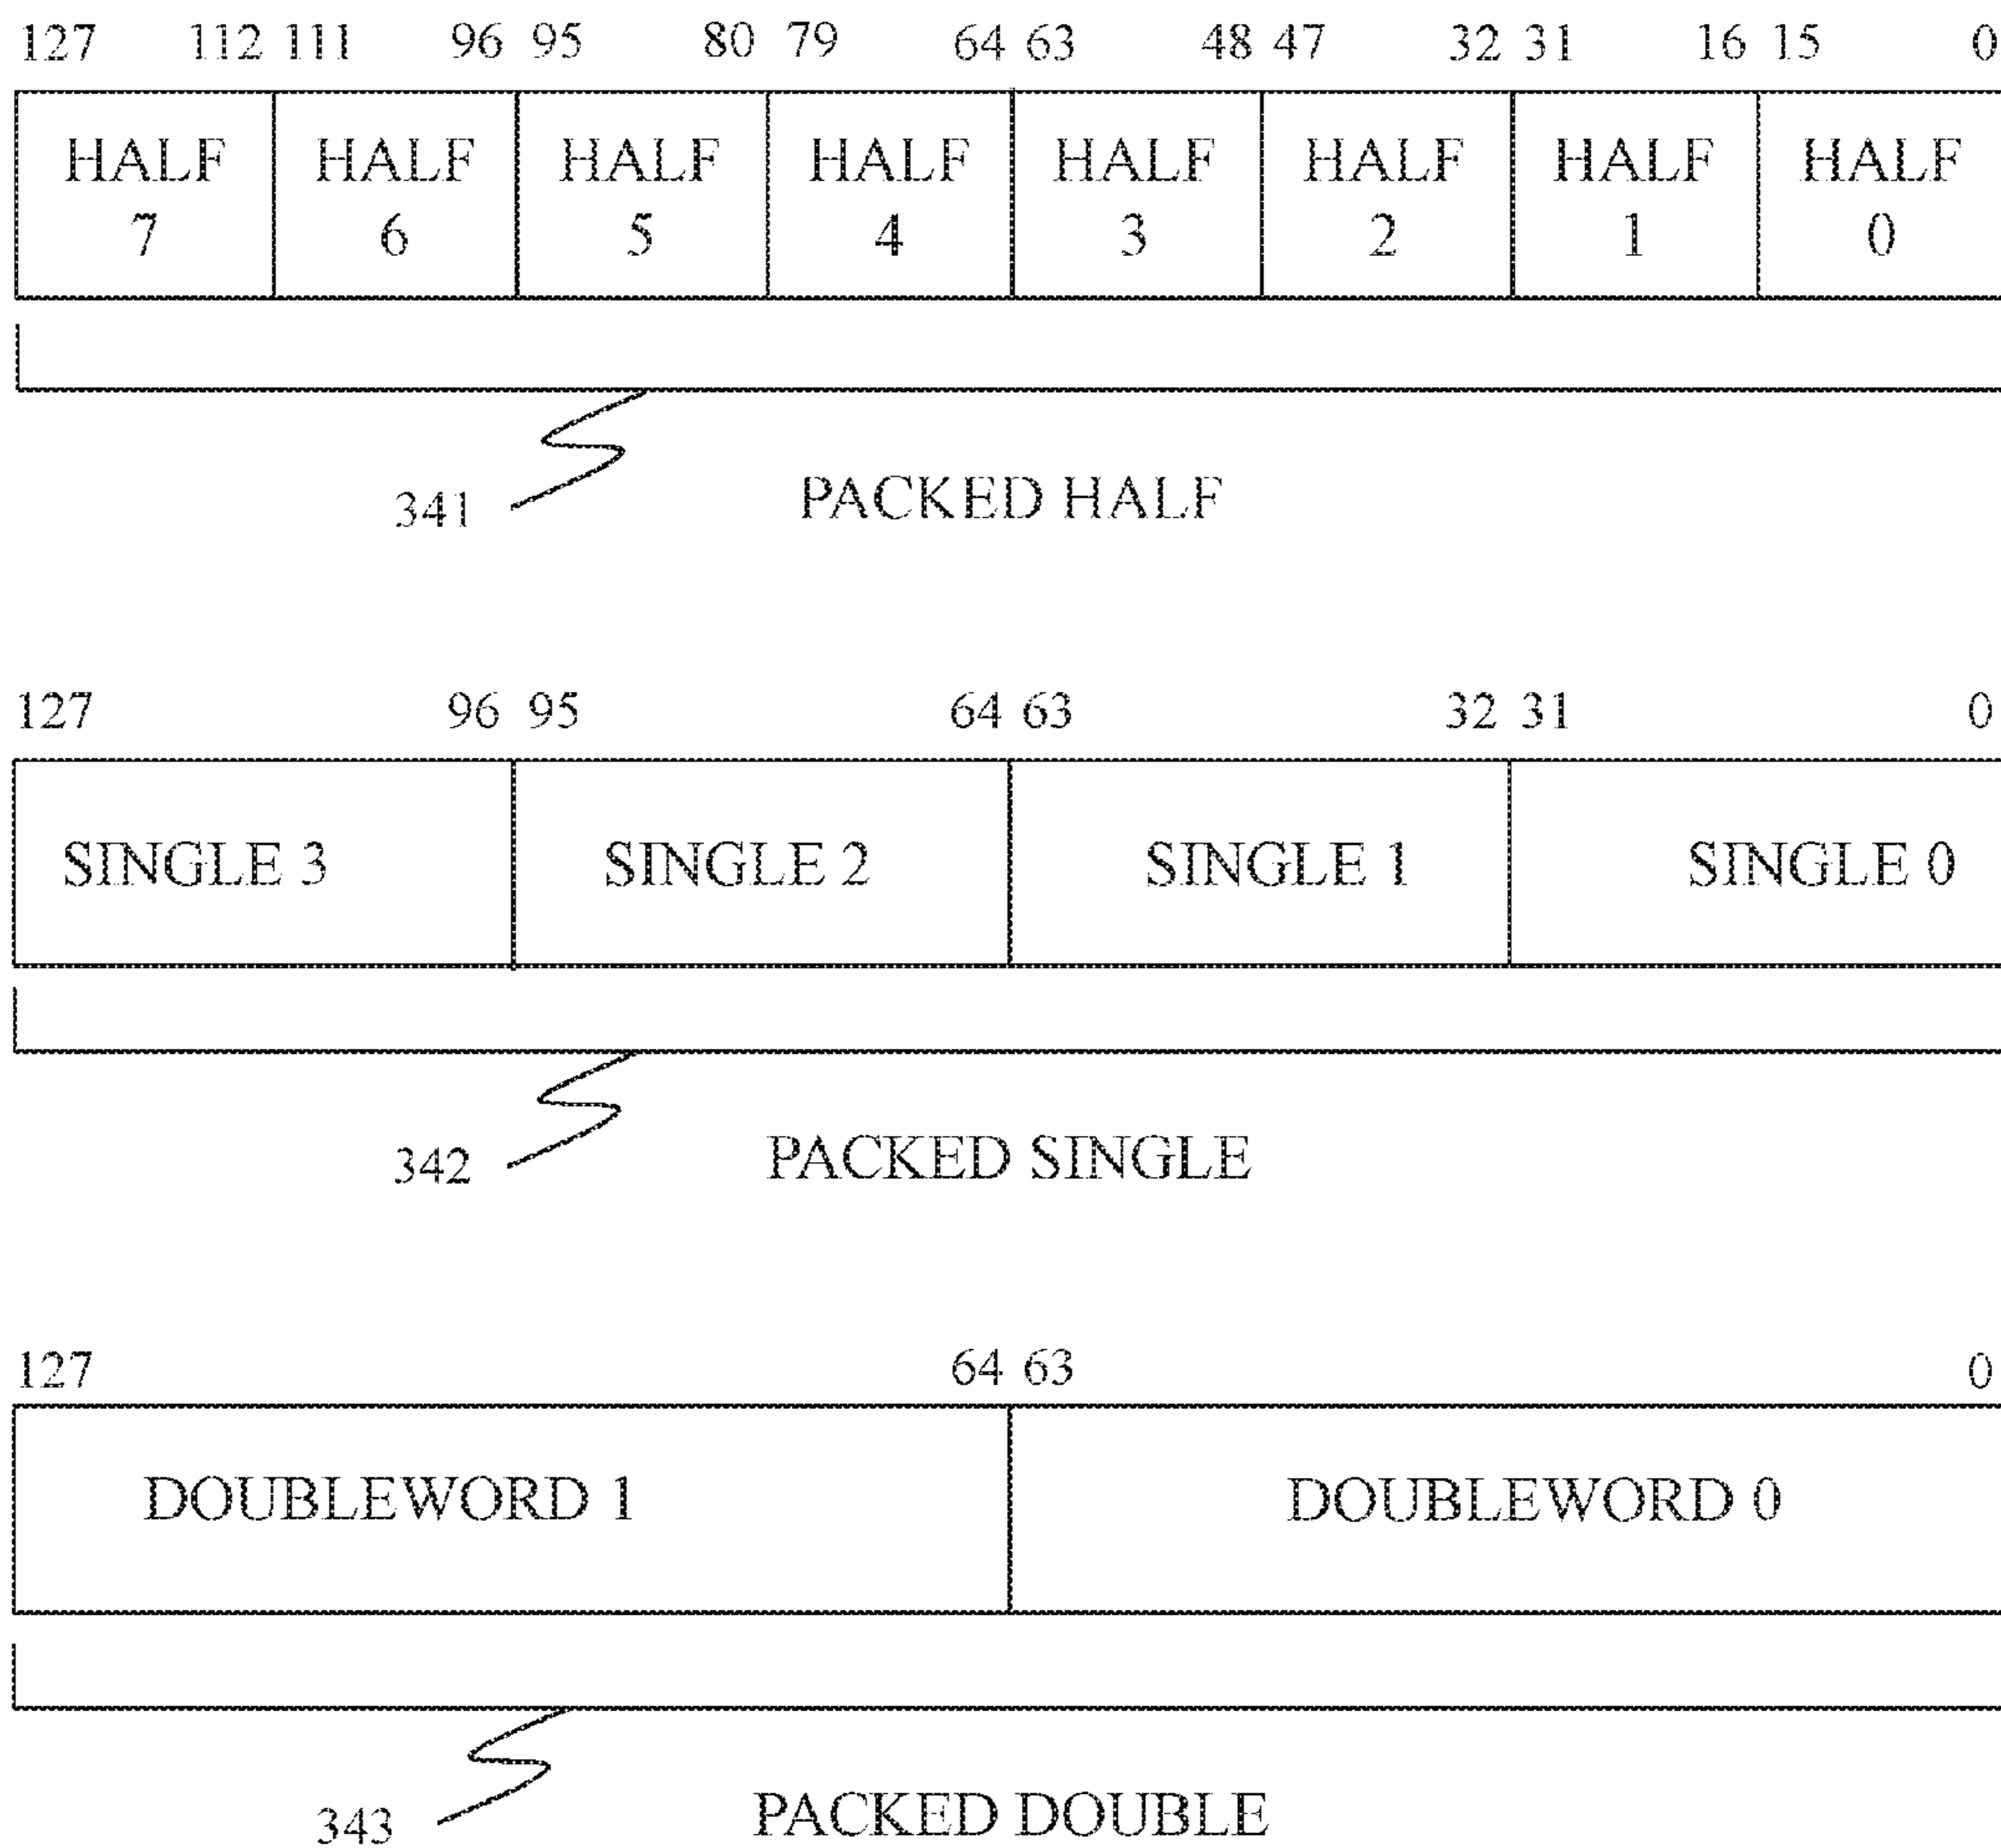 127 112 111 96 95 80 79 64 63 48 47 32 31 16 15 0
HALF HALF HALF HALF HALF HALF HALF HALF
7 6 5 4 3 2 1 0
341 PACKED HALF
127 96 95 64 63 32 31 0
SINGLE 3 SINGLE 2 SINGLE 1 SINGLE 0
342 PACKED SINGLE
127 64 63 0
DOUBLEWORD 1 DOUBLEWORD 0
343 PACKED DOUBLE